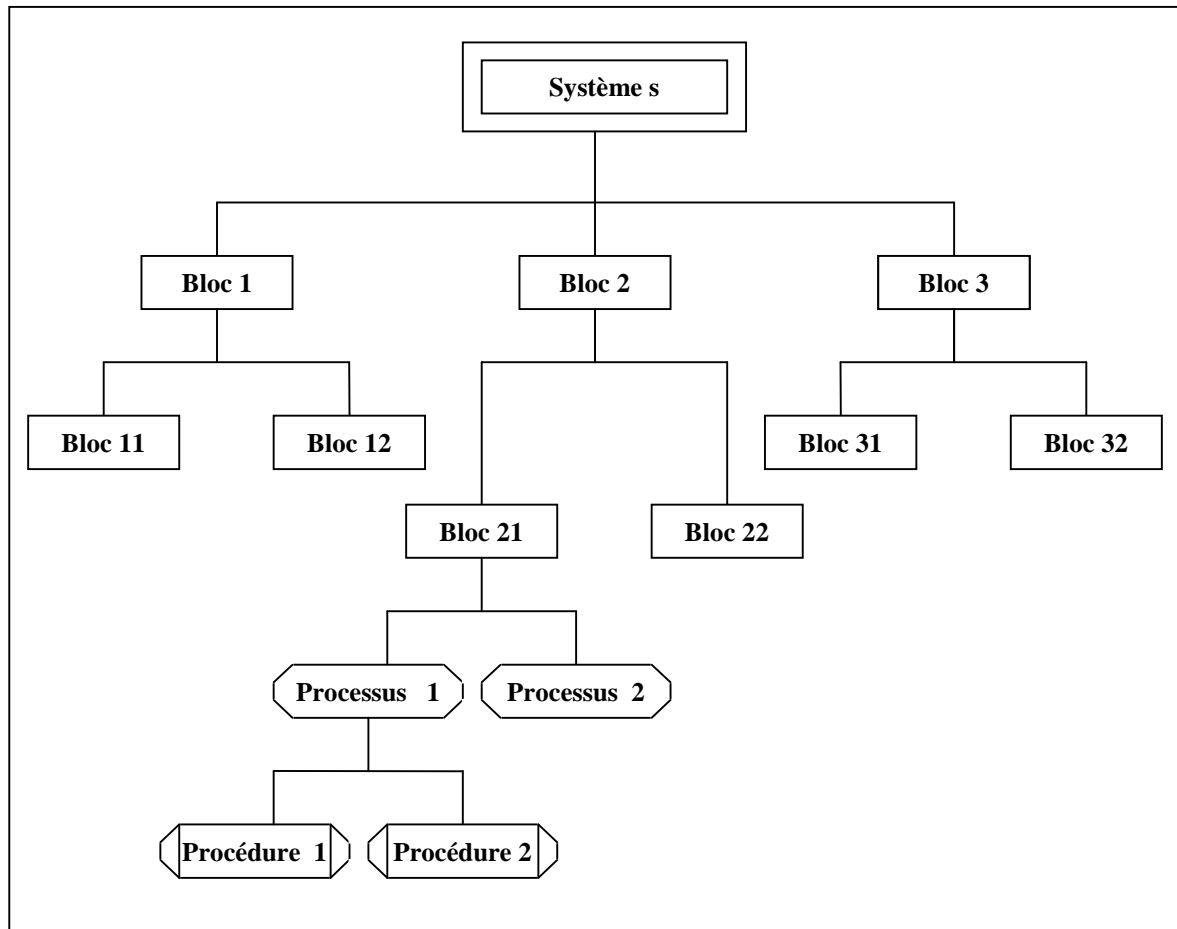 Système s
Bloc 1
Bloc 2
Bloc 3
Bloc 11
Bloc 12
Bloc 31
Bloc 32
Bloc 21
Bloc 22
Processus 1
Processus 2
Procédure 1
Procédure 2